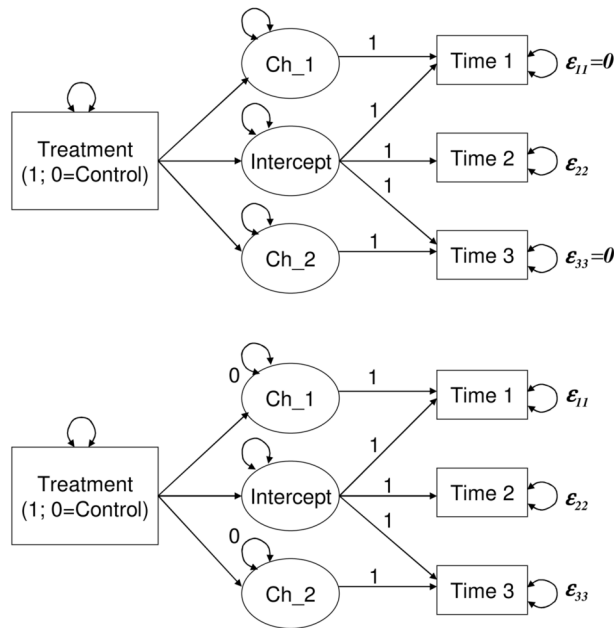 Ch_1
1
Time 1
ε11=0
1
Treatment
(1; 0=Control)
Intercept
1
Time 2
ε22
1
Ch_2
1
Time 3
ε33=0
0
Ch_1
1
Time 1
ε11
1
Treatment
(1; 0=Control)
Intercept
1
Time 2
ε22
1
0
Ch_2
1
Time 3
ε33